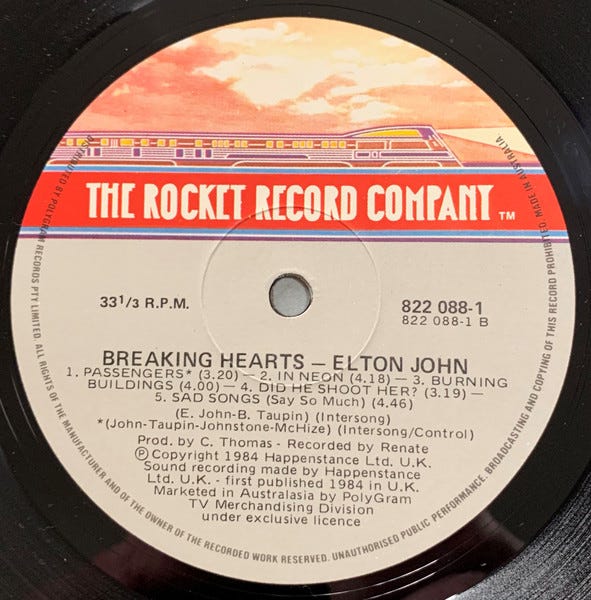 THE ROCKET RECORD COMPANY TM
33 1/3 R.P.M.
822 088-1
822 088-1 B
BREAKING HEARTS – ELTON JOHN
1. PASSENGERS* (3.20) – 2. IN NEON (4.18) – 3. BURNING
BUILDINGS (4.00) – 4. DID HE SHOOT HER? (3.19) –
5. SAD SONGS (Say So Much) (4.46)
(E. John-B. Taupin) (Intersong)
*(John-Taupin-Johnstone-McHize) (Intersong/Control)
Prod. by C. Thomas - Recorded by Renate
Ⓟ Copyright 1984 Happenstance Ltd. U.K.
Sound recording made by Happenstance
Ltd. U.K. - first published 1984 in U.K.
Marketed in Australasia by PolyGram
TV Merchandising Division
under exclusive licence
DISTRIBUTED BY POLYGRAM RECORDS PTY LIMITED. ALL RIGHTS OF THE MANUFACTURER AND OF THE OWNER OF THE RECORDED WORK RESERVED. UNAUTHORISED PUBLIC PERFORMANCE, BROADCASTING AND COPYING OF THIS RECORD PROHIBITED. MADE IN AUSTRALIA.